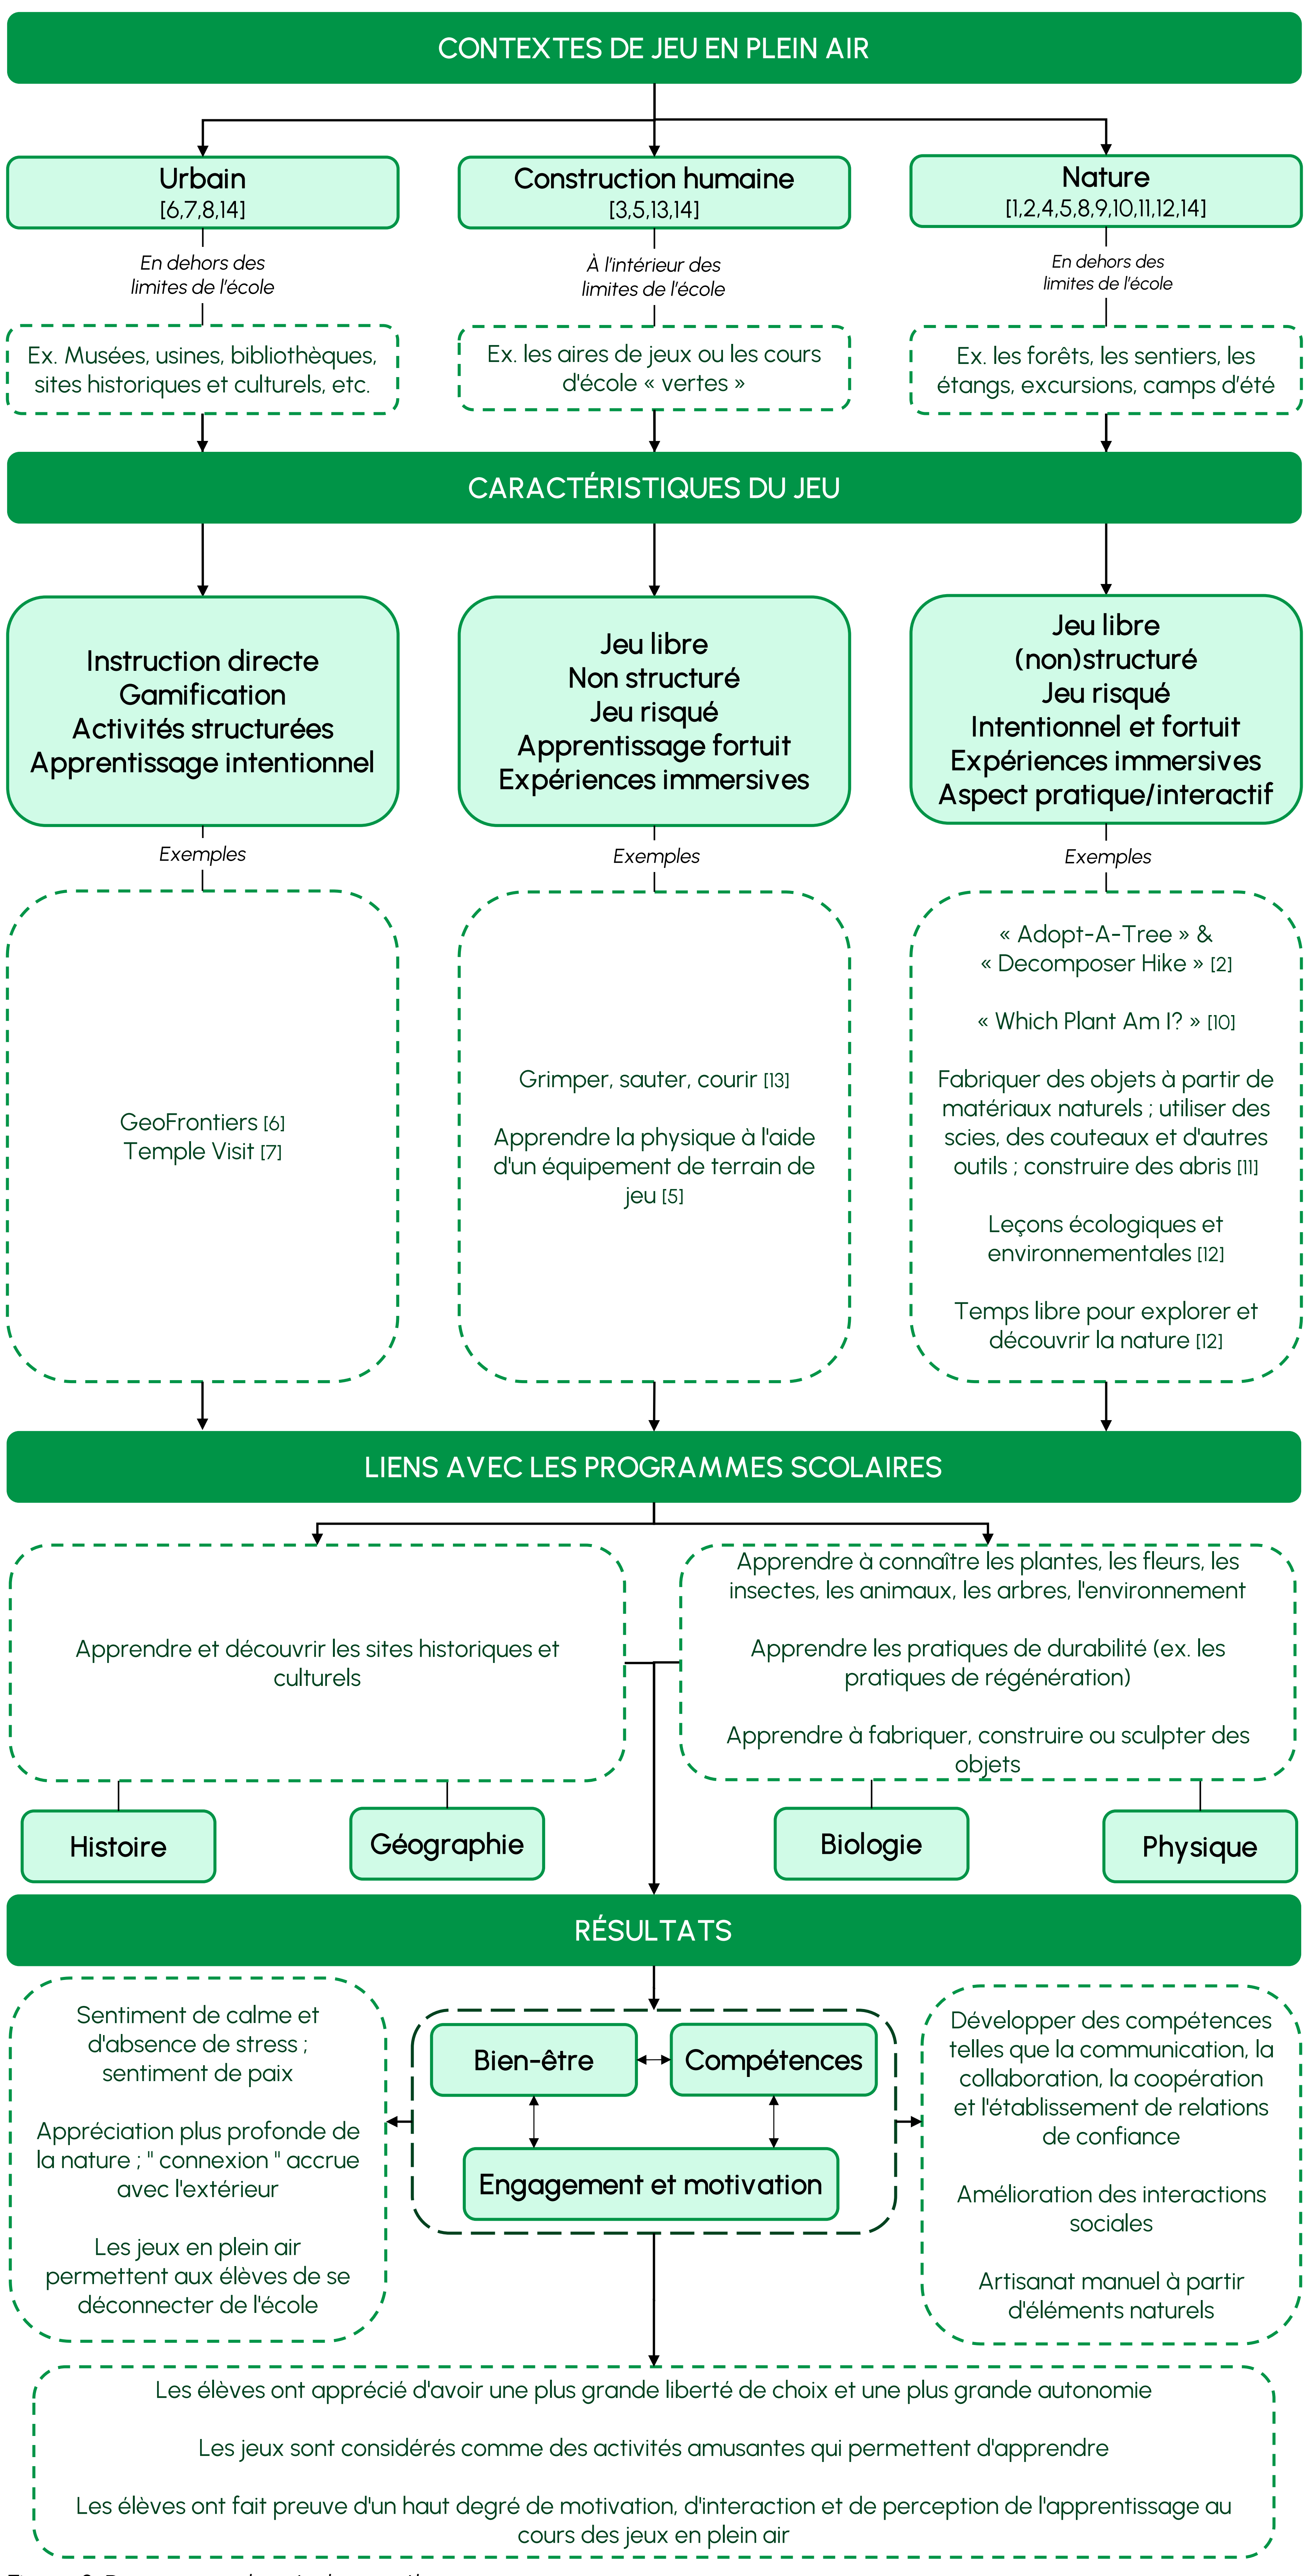 CONTEXTES DE JEU EN PLEIN AIR
Urbain
[6,7,8,14]
Construction humaine
[3,5,13,14]
Nature
[1,2,4,5,8,9,10,11,12,14]
En dehors des
limites de l'école
À l'intérieur des
limites de l'école
En dehors des
limites de l'école
Ex. Musées, usines, bibliothèques,
sites historiques et culturels, etc.
Ex. les aires de jeux ou les cours
d'école « vertes »
Ex. les forêts, les sentiers, les
étangs, excursions, camps d'été
CARACTÉRISTIQUES DU JEU
Instruction directe
Gamification
Activités structurées
Apprentissage intentionnel
Jeu libre
Non structuré
Jeu risqué
Apprentissage fortuit
Expériences immersives
Jeu libre
(non)structuré
Jeu risqué
Intentionnel et fortuit
Expériences immersives
Aspect pratique/interactif
Exemples
Exemples
Exemples
GeoFrontiers [6]
Temple Visit [7]
Grimper, sauter, courir [13]
Apprendre la physique à l'aide
d'un équipement de terrain de
jeu [5]
« Adopt-A-Tree » &
« Decomposer Hike » [2]
« Which Plant Am I? » [10]
Fabriquer des objets à partir de
matériaux naturels ; utiliser des
scies, des couteaux et d'autres
outils ; construire des abris [11]
Leçons écologiques et
environnementales [12]
Temps libre pour explorer et
découvrir la nature [12]
LIENS AVEC LES PROGRAMMES SCOLAIRES
Apprendre et découvrir les sites historiques et
culturels
Apprendre à connaître les plantes, les fleurs, les
insectes, les animaux, les arbres, l'environnement
Apprendre les pratiques de durabilité (ex. les
pratiques de régénération)
Apprendre à fabriquer, construire ou sculpter des
objets
Histoire
Géographie
Biologie
Physique
RÉSULTATS
Sentiment de calme et
d'absence de stress ;
sentiment de paix
Appréciation plus profonde de
la nature ; " connexion " accrue
avec l'extérieur
Les jeux en plein air
permettent aux élèves de se
déconnecter de l'école
Bien-être
Compétences
Engagement et motivation
Développer des compétences
telles que la communication, la
collaboration, la coopération
et l'établissement de relations
de confiance
Amélioration des interactions
sociales
Artisanat manuel à partir
d'éléments naturels
Les élèves ont apprécié d'avoir une plus grande liberté de choix et une plus grande autonomie
Les jeux sont considérés comme des activités amusantes qui permettent d'apprendre
Les élèves ont fait preuve d'un haut degré de motivation, d'interaction et de perception de l'apprentissage au
cours des jeux en plein air